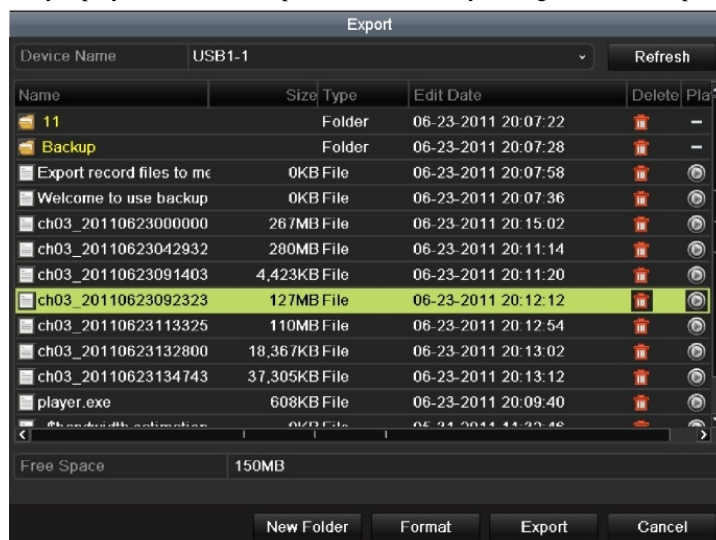 Export
Device Name USB1-1 Refresh
Name Size Type Edit Date Delete Pla
11 Folder 06-23-2011 20:07:22 –
Backup Folder 06-23-2011 20:07:28 –
Export record files to me 0KB File 06-23-2011 20:07:58
Welcome to use backup 0KB File 06-23-2011 20:07:36
ch03_20110623000000 267MB File 06-23-2011 20:15:02
ch03_20110623042932 280MB File 06-23-2011 20:11:14
ch03_20110623091403 4,423KB File 06-23-2011 20:11:20
ch03_20110623092323 127MB File 06-23-2011 20:12:12
ch03_20110623113325 110MB File 06-23-2011 20:12:54
ch03_20110623132800 18,367KB File 06-23-2011 20:13:02
ch03_20110623134743 37,305KB File 06-23-2011 20:13:12
player.exe 608KB File 06-23-2011 20:09:40
Free Space 150MB
New Folder Format Export Cancel